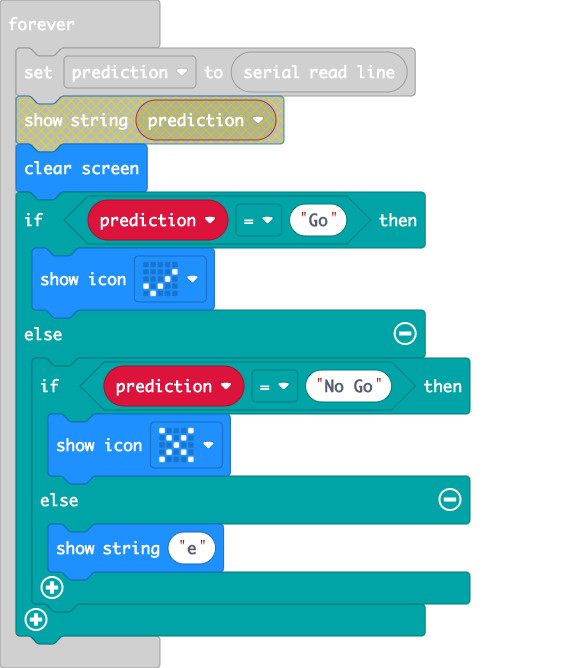 forever
set prediction to serial read line
show string prediction
clear screen
if prediction = "Go" then
show icon
else
if prediction = "No Go" then
show icon
else
show string "e"